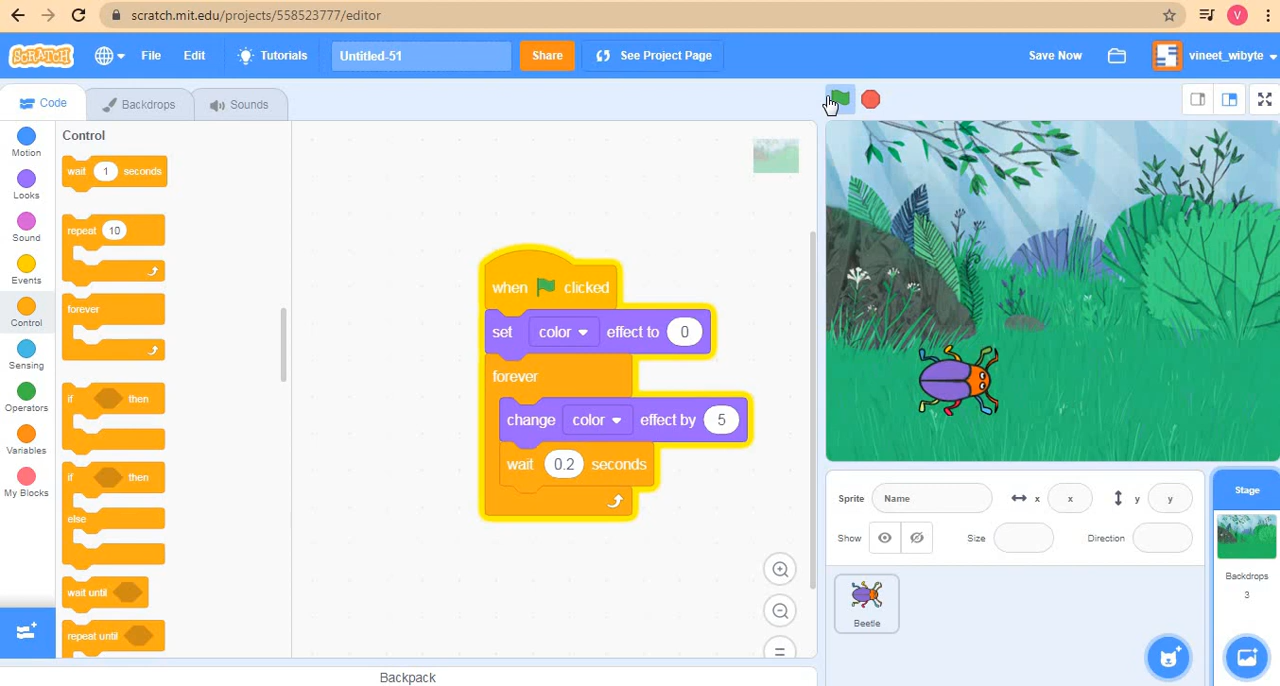 scratch.mit.edu/projects/558523777/editor
V
SCRATCH File Edit Tutorials Untitled-51 Share See Project Page Save Now vineet_wibyte
Code Backdrops Sounds
Motion
Looks
Sound
Events
Control
Sensing
Operators
Variables
My Blocks
Control
wait 1 seconds
repeat 10
forever
if then
if then
else
wait until
repeat until
when clicked
set color effect to 0
forever
change color effect by 5
wait 0.2 seconds
Backpack
Sprite Name x x y y
Show Size Direction
Beetle
Stage
Backdrops
3